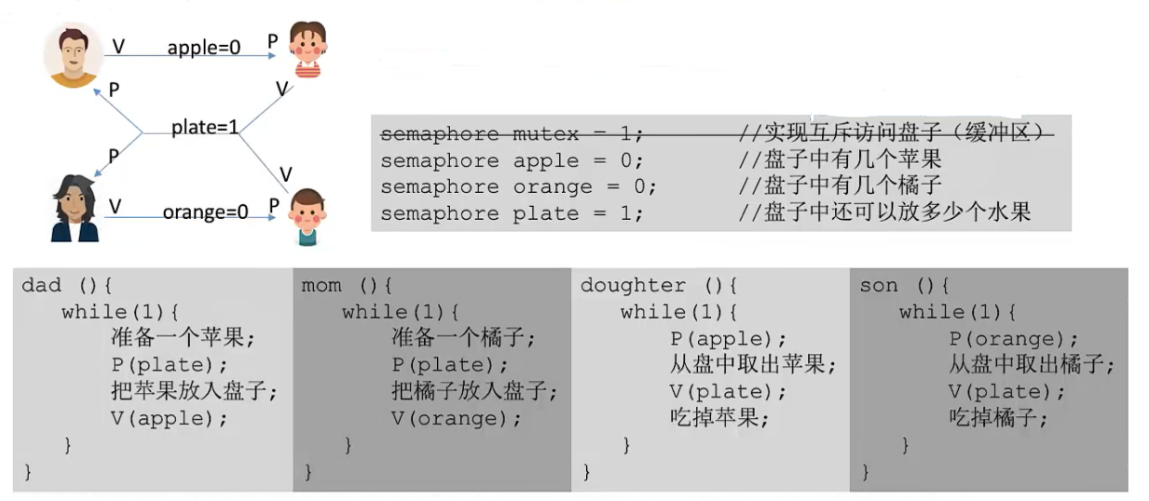 V apple=0 P
P V
plate=1
P V
V orange=0 P
semaphore mutex = 1; //实现互斥访问盘子（缓冲区）
semaphore apple = 0; //盘子中有几个苹果
semaphore orange = 0; //盘子中有几个橘子
semaphore plate = 1; //盘子中还可以放多少个水果
dad (){
while(1){
准备一个苹果;
P(plate);
把苹果放入盘子;
V(apple);
}
}
mom (){
while(1){
准备一个橘子;
P(plate);
把橘子放入盘子;
V(orange);
}
}
doughter (){
while(1){
P(apple);
从盘中取出苹果;
V(plate);
吃掉苹果;
}
}
son (){
while(1){
P(orange);
从盘中取出橘子;
V(plate);
吃掉橘子;
}
}